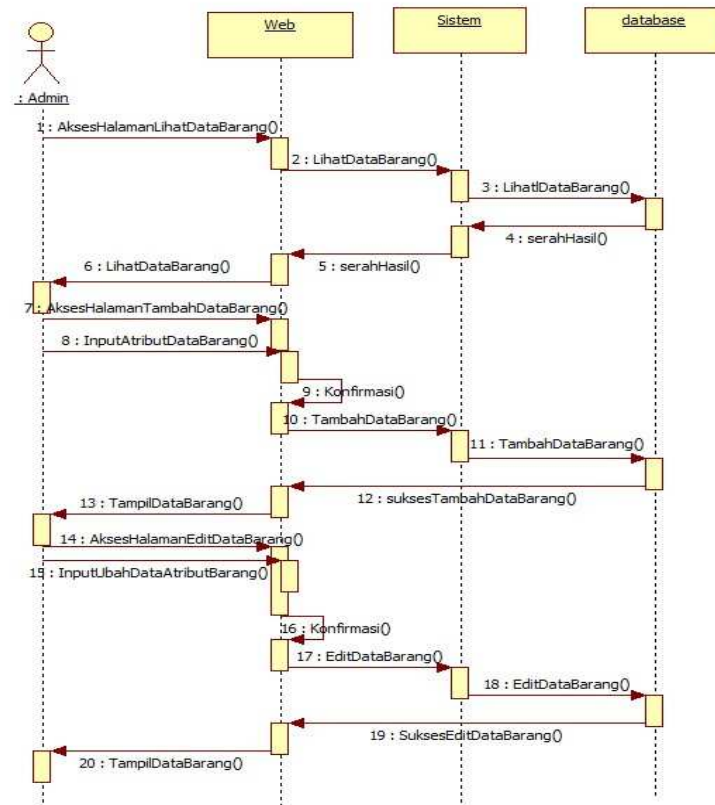 Web
Sistem
database
: Admin
1 : AksesHalamanLihatDataBarang()
2 : LihatDataBarang()
3 : LihatlDataBarang()
4 : serahHasil()
5 : serahHasil()
6 : LihatDataBarang()
7 : AksesHalamanTambahDataBarang()
8 : InputAtributDataBarang()
9 : Konfirmasi()
10 : TambahDataBarang()
11 : TambahDataBarang()
12 : suksesTambahDataBarang()
13 : TampilDataBarang()
14 : AksesHalamanEditDataBarang()
15 : InputUbahDataAtributBarang()
16 : Konfirmasi()
17 : EditDataBarang()
18 : EditDataBarang()
19 : SuksesEditDataBarang()
20 : TampilDataBarang()